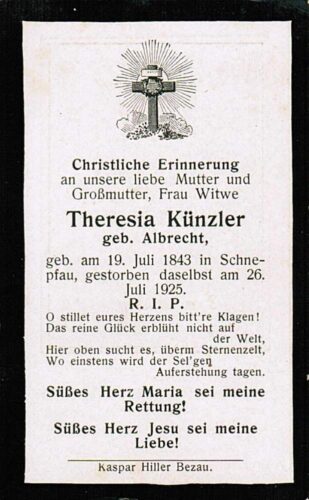 Christliche Erinnerung
an unsere liebe Mutter und
Großmutter, Frau Witwe
Theresia Künzler
geb. Albrecht,
geb. am 19. Juli 1843 in Schne-
pfau, gestorben daselbst am 26.
Juli 1925.
R. I. P.
O stillet eures Herzens bitt're Klagen!
Das reine Glück erblüht nicht auf
der Welt,
Hier oben sucht es, überm Sternenzelt,
Wo einstens wird der Sel'gen
Auferstehung tagen.
Süßes Herz Maria sei meine
Rettung!
Süßes Herz Jesu sei meine
Liebe!
Kaspar Hiller Bezau.